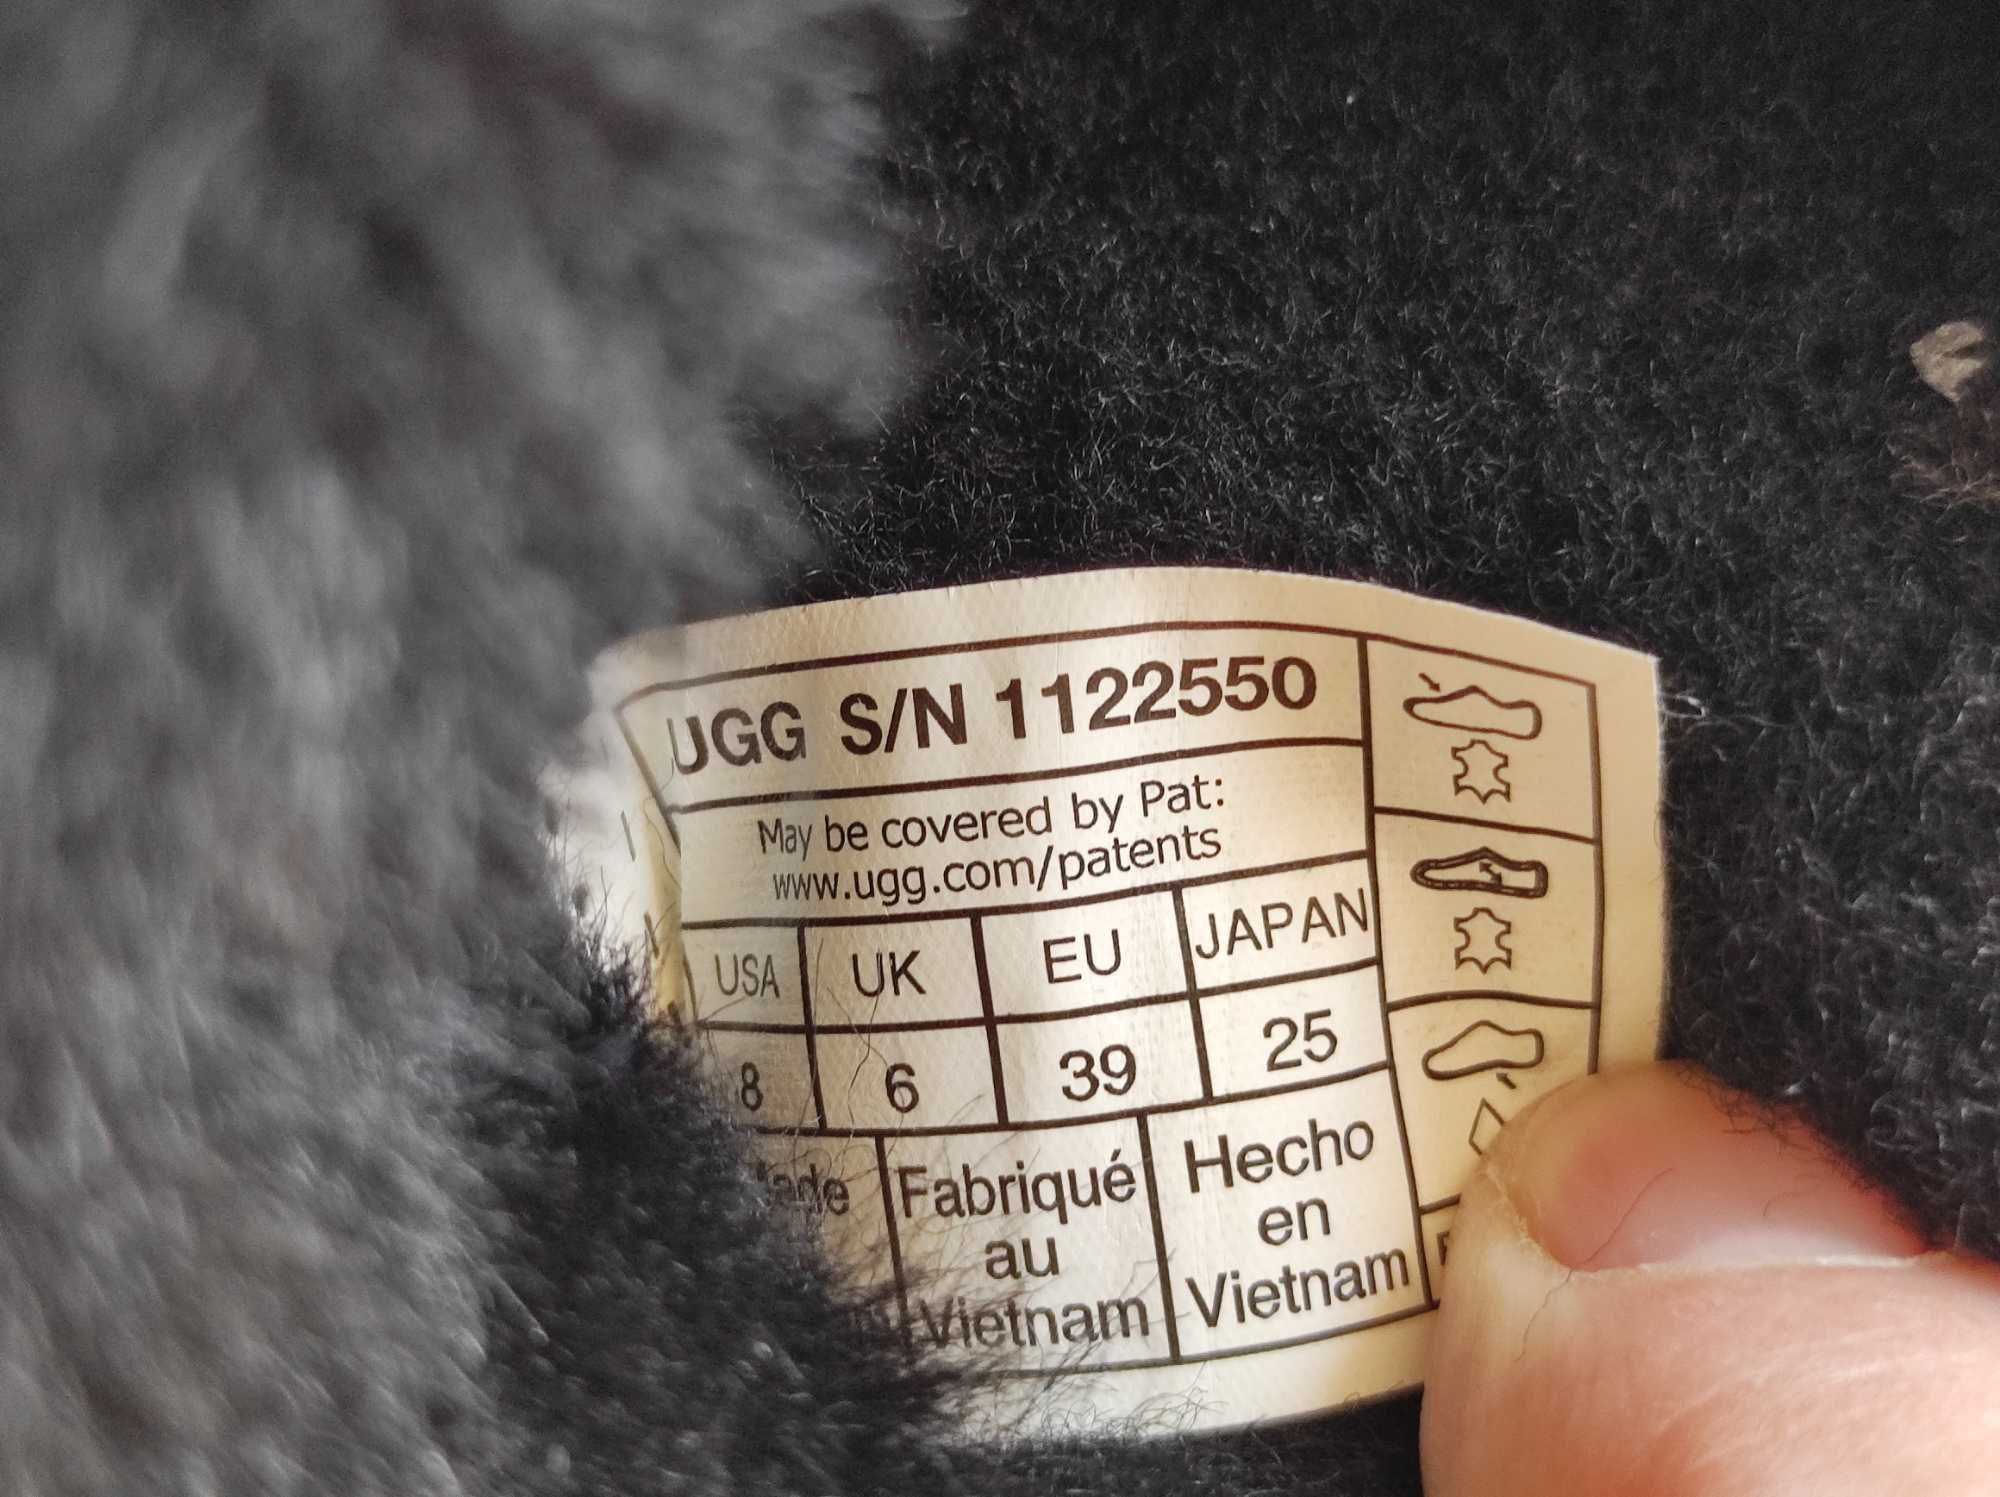 UGG S/N 1122550
May be covered by Pat:
www.ugg.com/patents
USA UK EU JAPAN
8 6 39 25
Fabriqué
au
Vietnam
Hecho
en
Vietnam